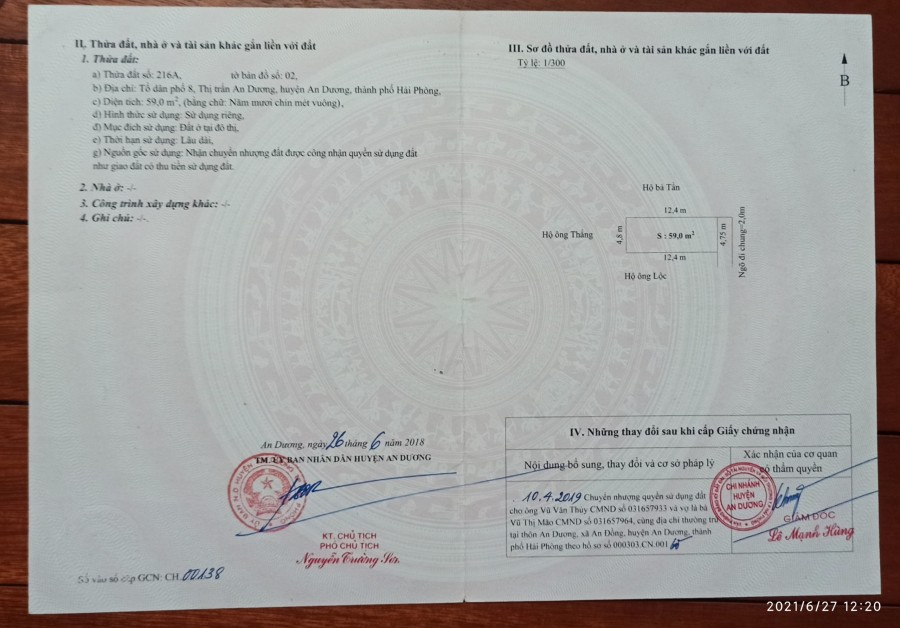 II. Thửa đất, nhà ở và tài sản khác gắn liền với đất
1. Thửa đất:
a) Thửa đất số: 216A, tờ bản đồ số: 02,
b) Địa chỉ: Tổ dân phố 8, Thị trấn An Dương, huyện An Dương, thành phố Hải Phòng,
c) Diện tích: 59,0 m², (bằng chữ: Năm mươi chín mét vuông),
d) Hình thức sử dụng: Sử dụng riêng,
đ) Mục đích sử dụng: Đất ở tại đô thị,
e) Thời hạn sử dụng: Lâu dài,
g) Nguồn gốc sử dụng: Nhận chuyển nhượng đất được công nhận quyền sử dụng đất
như giao đất có thu tiền sử dụng đất.
2. Nhà ở: -/-
3. Công trình xây dựng khác: -/-
4. Ghi chú: -/-.
An Dương, ngày 26 tháng 6 năm 2018
TM. ỦY BAN NHÂN DÂN HUYỆN AN DƯƠNG
KT. CHỦ TỊCH
PHÓ CHỦ TỊCH
Nguyễn Trường Sơn
Số vào sổ cấp GCN: CH 00138
III. Sơ đồ thửa đất, nhà ở và tài sản khác gắn liền với đất
Tỷ lệ: 1/300
B
Hộ bà Tần
12,4 m
Hộ ông Thắng
4,8 m
S : 59,0 m²
4,75 m
Ngõ đi chung=2,0m
12,4 m
Hộ ông Lộc
IV. Những thay đổi sau khi cấp Giấy chứng nhận
Nội dung bổ sung, thay đổi và cơ sở pháp lý
Xác nhận của cơ quan
có thẩm quyền
10.4.2019 Chuyển nhượng quyền sử dụng đất
cho ông Vũ Văn Thủy CMND số 031657933 và vợ là bà
Vũ Thị Mão CMND số 031657964, cùng địa chỉ thường trú
tại thôn An Dương, xã An Đồng, huyện An Dương, thành
phố Hải Phòng theo hồ sơ số 000303.CN.001
CHI NHÁNH
HUYỆN
AN DƯƠNG
GIÁM ĐỐC
Lê Mạnh Hùng
2021/6/27 12:20